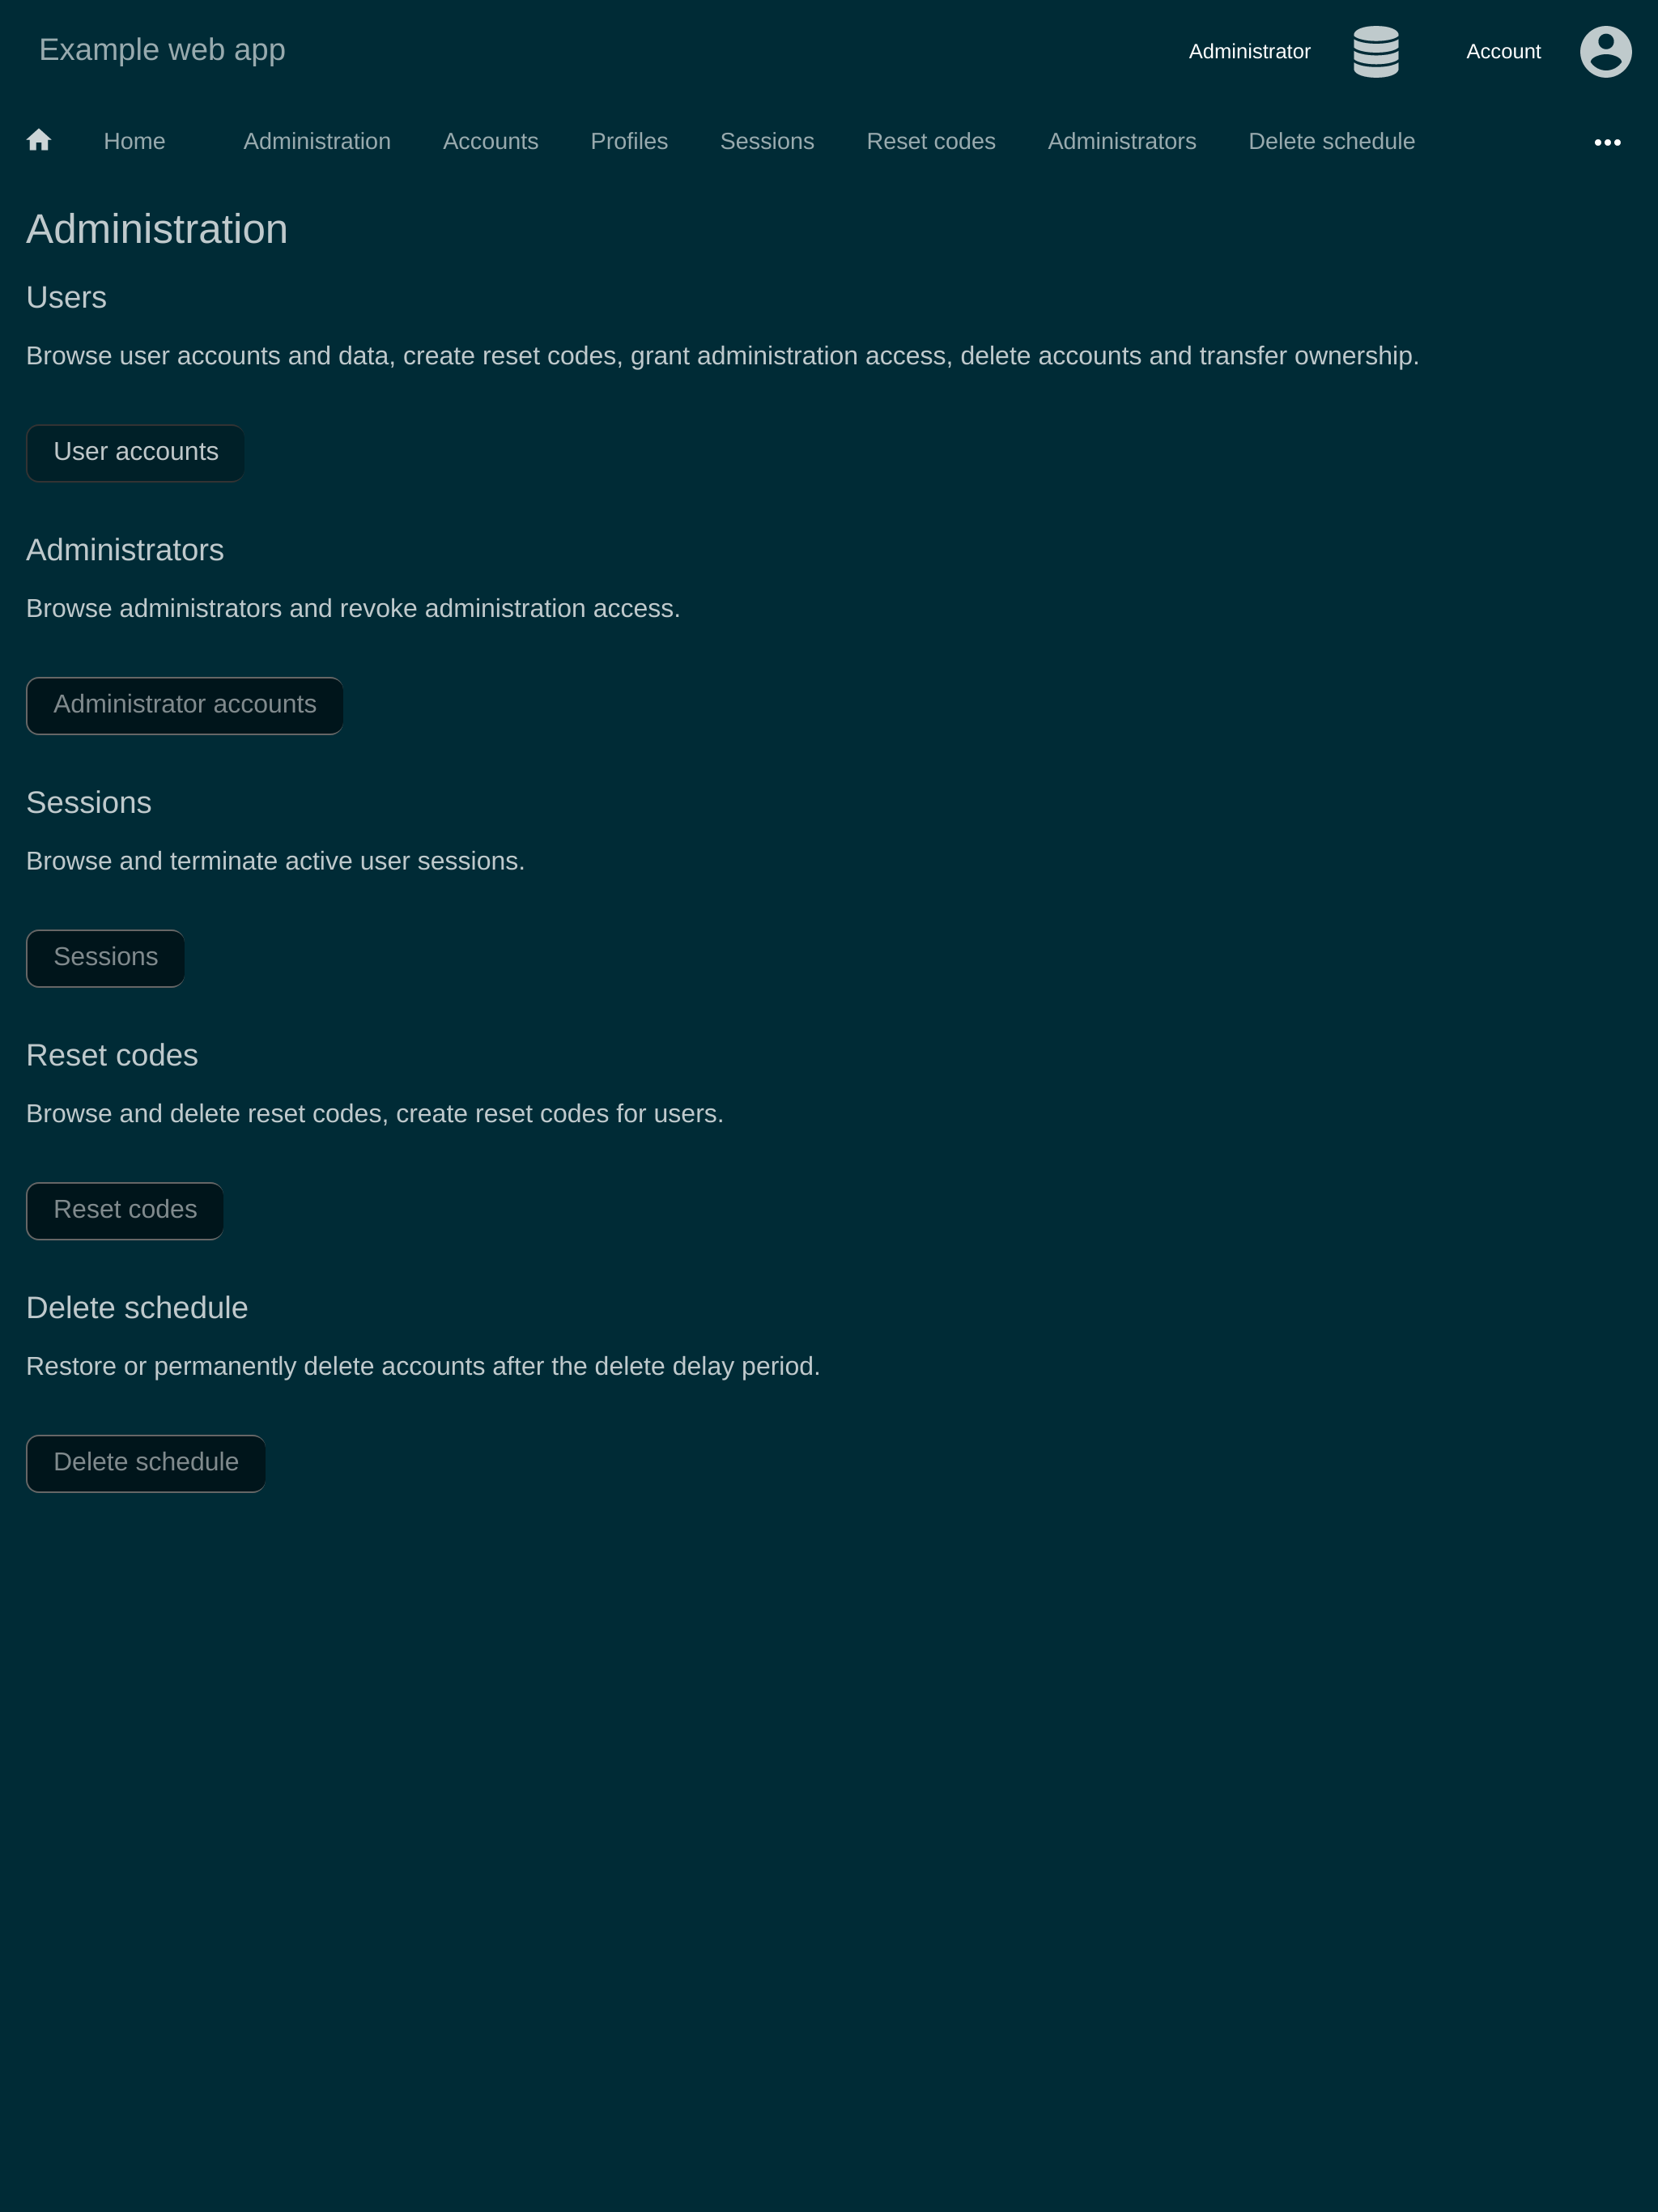 Example web app
Administrator
Account
Home
Administration
Accounts
Profiles
Sessions
Reset codes
Administrators
Delete schedule
Administration
Users
Browse user accounts and data, create reset codes, grant administration access, delete accounts and transfer ownership.
User accounts
Administrators
Browse administrators and revoke administration access.
Administrator accounts
Sessions
Browse and terminate active user sessions.
Sessions
Reset codes
Browse and delete reset codes, create reset codes for users.
Reset codes
Delete schedule
Restore or permanently delete accounts after the delete delay period.
Delete schedule